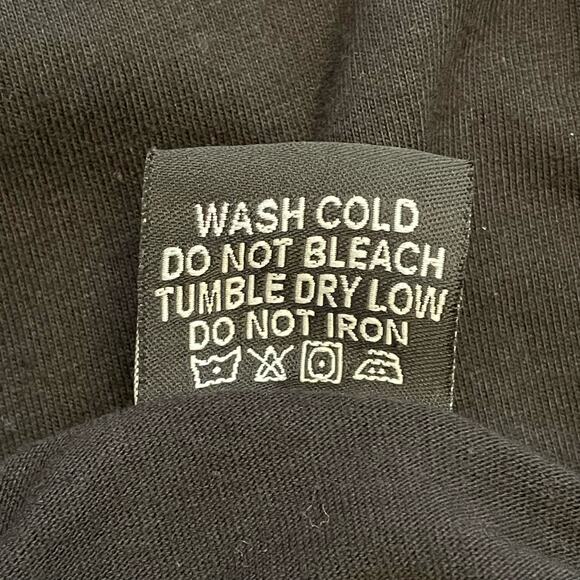 WASH COLD
DO NOT BLEACH
TUMBLE DRY LOW
DO NOT IRON